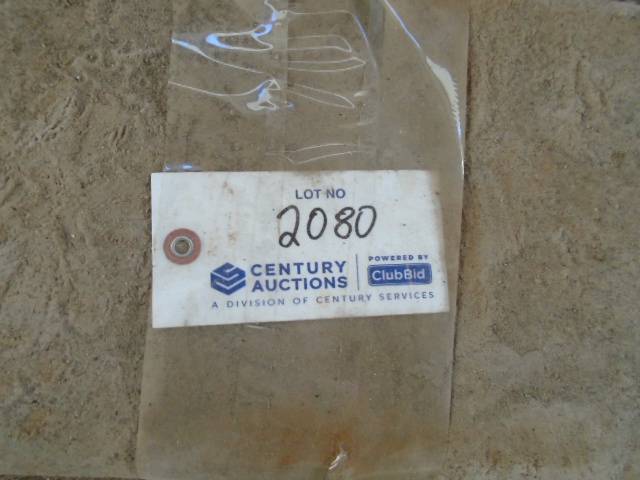 LOT NO
2080
CENTURY AUCTIONS
POWERED BY
ClubBid
A DIVISION OF CENTURY SERVICES